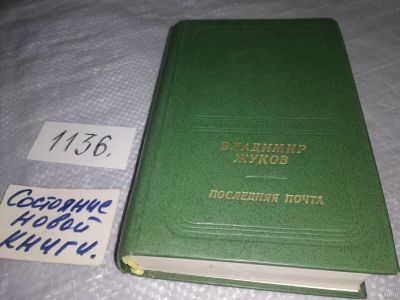 ВЛАДИМИР
ЖУКОВ
ПОСЛЕДНЯЯ ПОЧТА
1136.
Состояние
новой
книги.